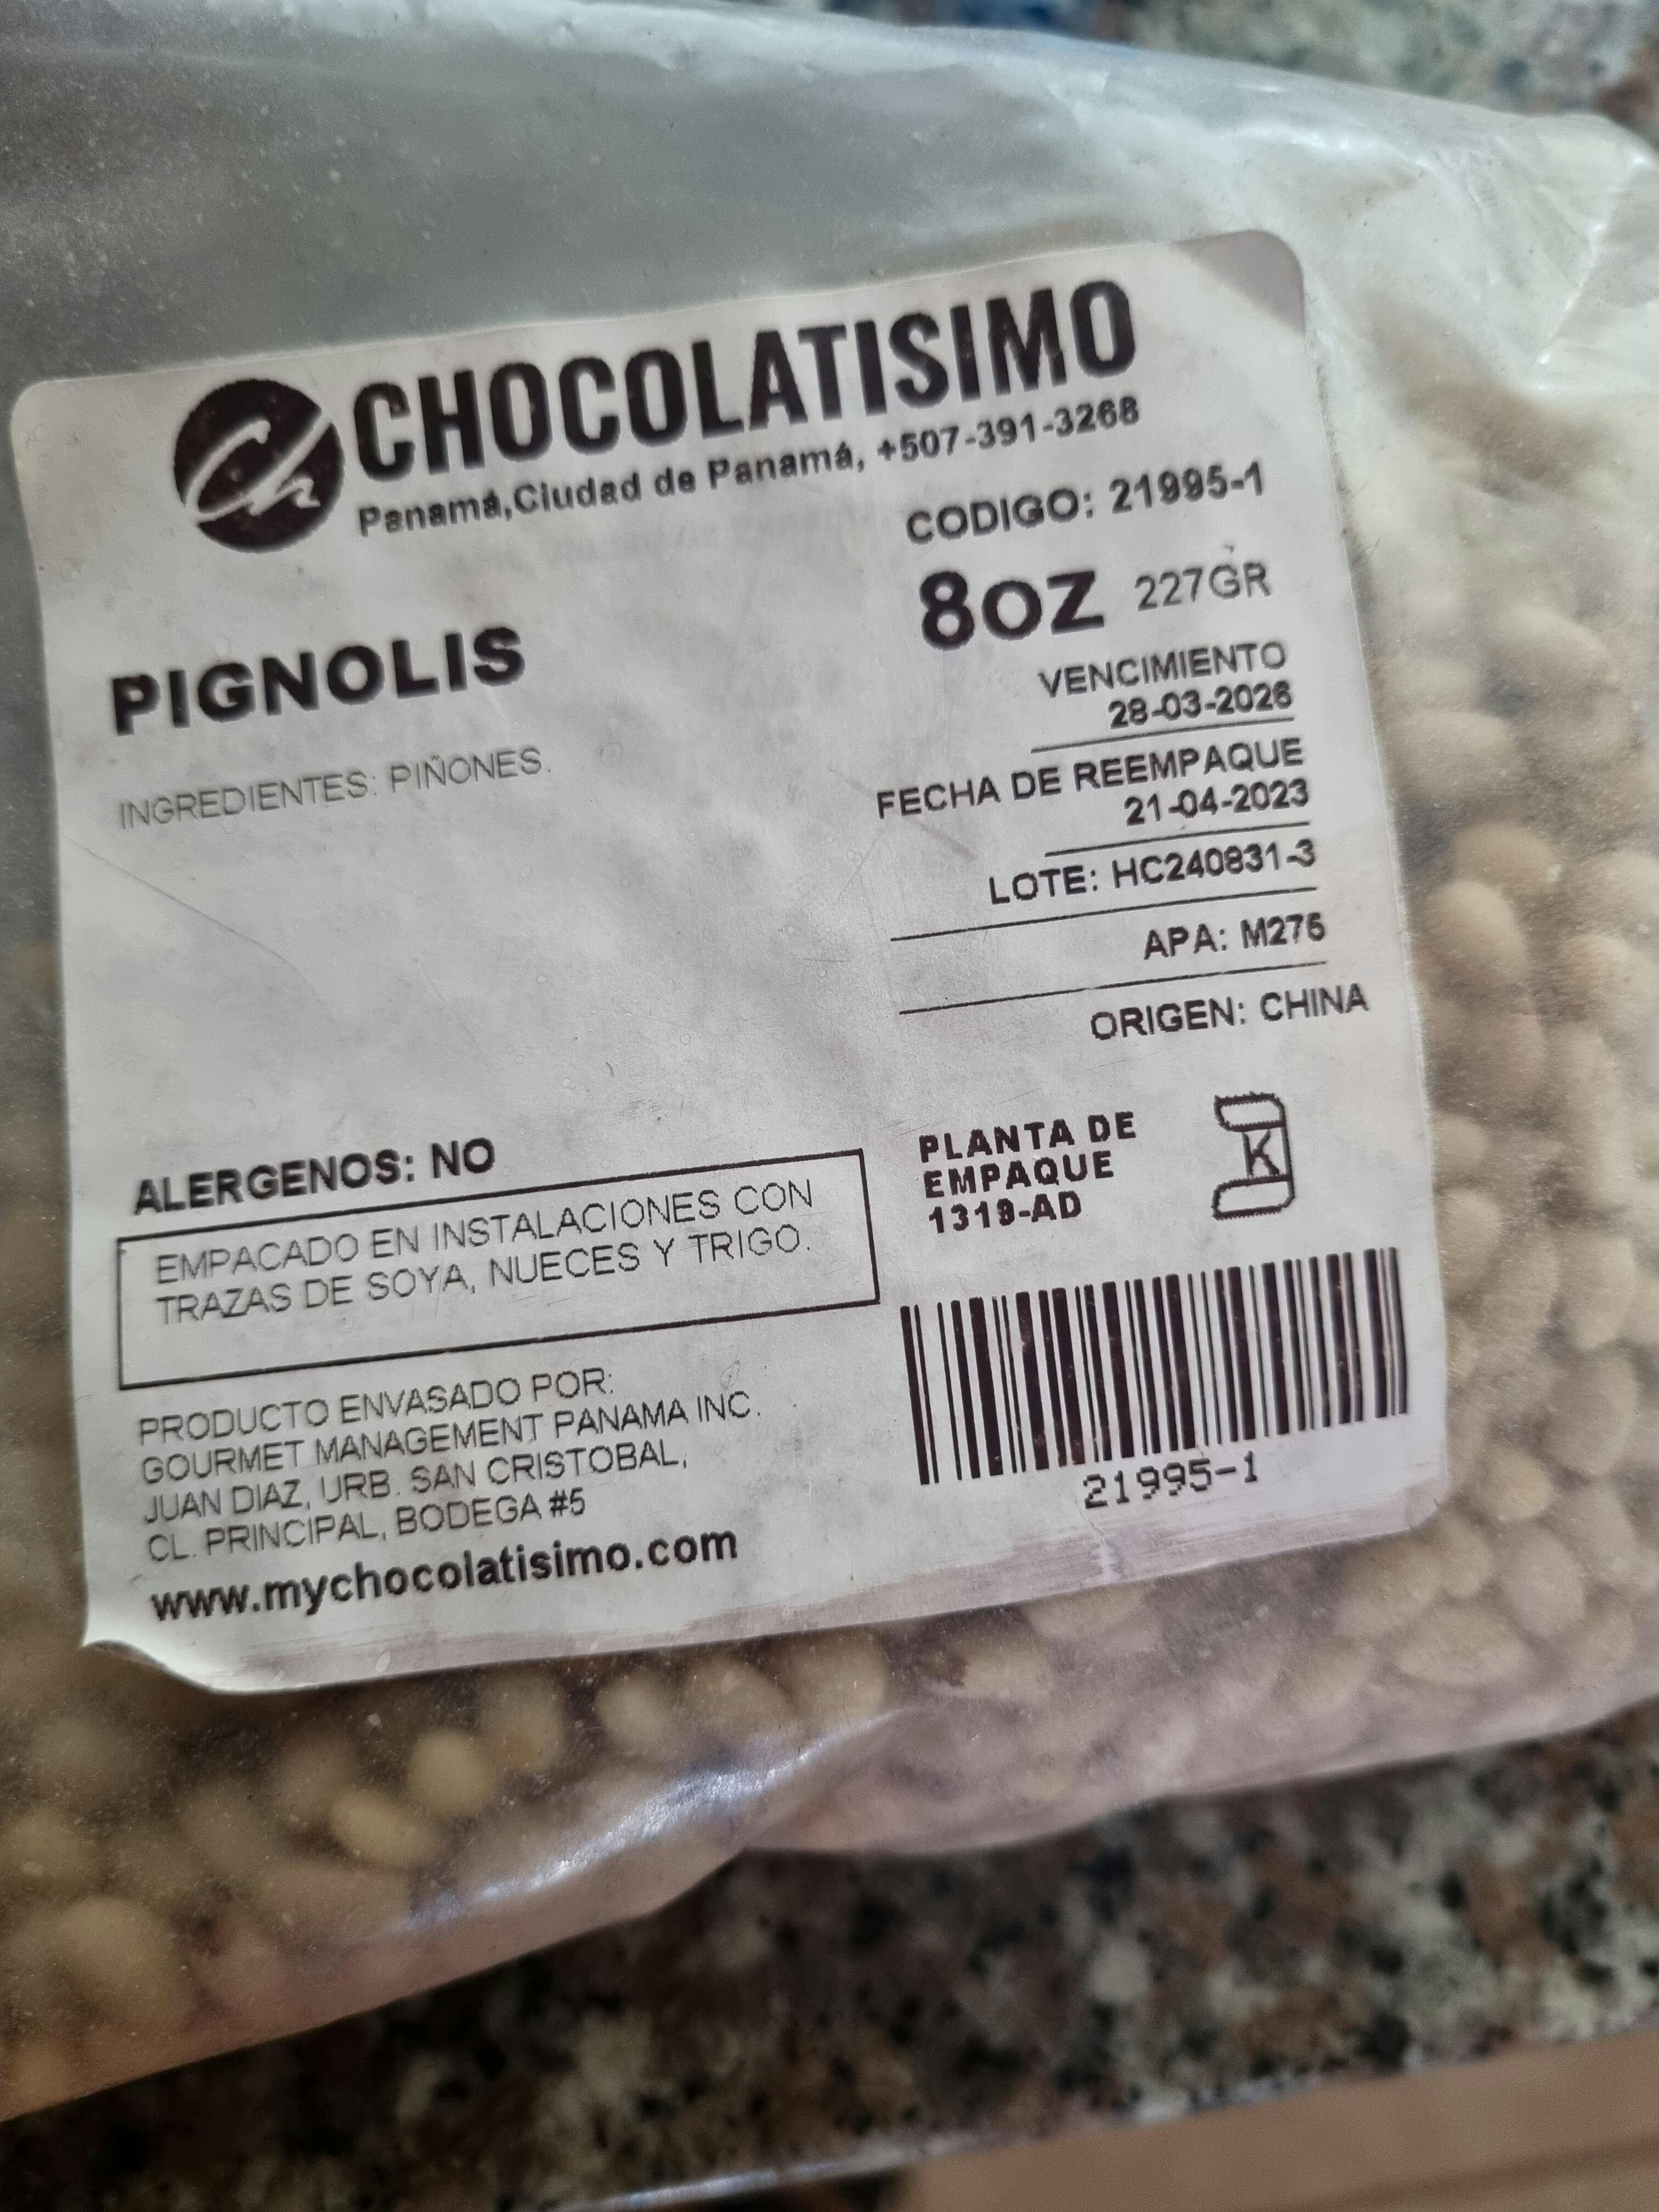 Ch CHOCOLATISIMO
Panamá,Ciudad de Panamá, +507-391-3268
CODIGO: 21995-1
8OZ 227GR
PIGNOLIS
INGREDIENTES: PIÑONES.
VENCIMIENTO
28-03-2026
FECHA DE REEMPAQUE
21-04-2023
LOTE: HC240831-3
APA: M275
ORIGEN: CHINA
ALERGENOS: NO
EMPACADO EN INSTALACIONES CON
TRAZAS DE SOYA, NUECES Y TRIGO.
PLANTA DE
EMPAQUE
1319-AD
K
PRODUCTO ENVASADO POR:
GOURMET MANAGEMENT PANAMA INC.
JUAN DIAZ, URB. SAN CRISTOBAL,
CL. PRINCIPAL, BODEGA #5
www.mychocolatisimo.com
21995-1